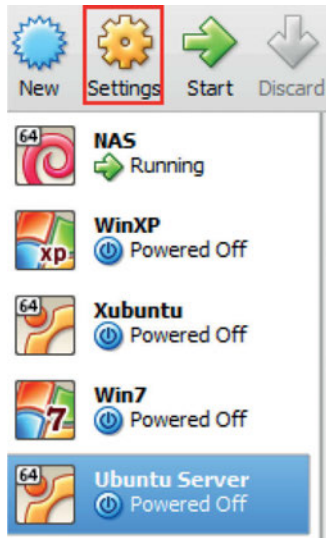 New Settings Start Discard
64 NAS
Running
xp WinXP
Powered Off
64 Xubuntu
Powered Off
7 Win7
Powered Off
64 Ubuntu Server
Powered Off